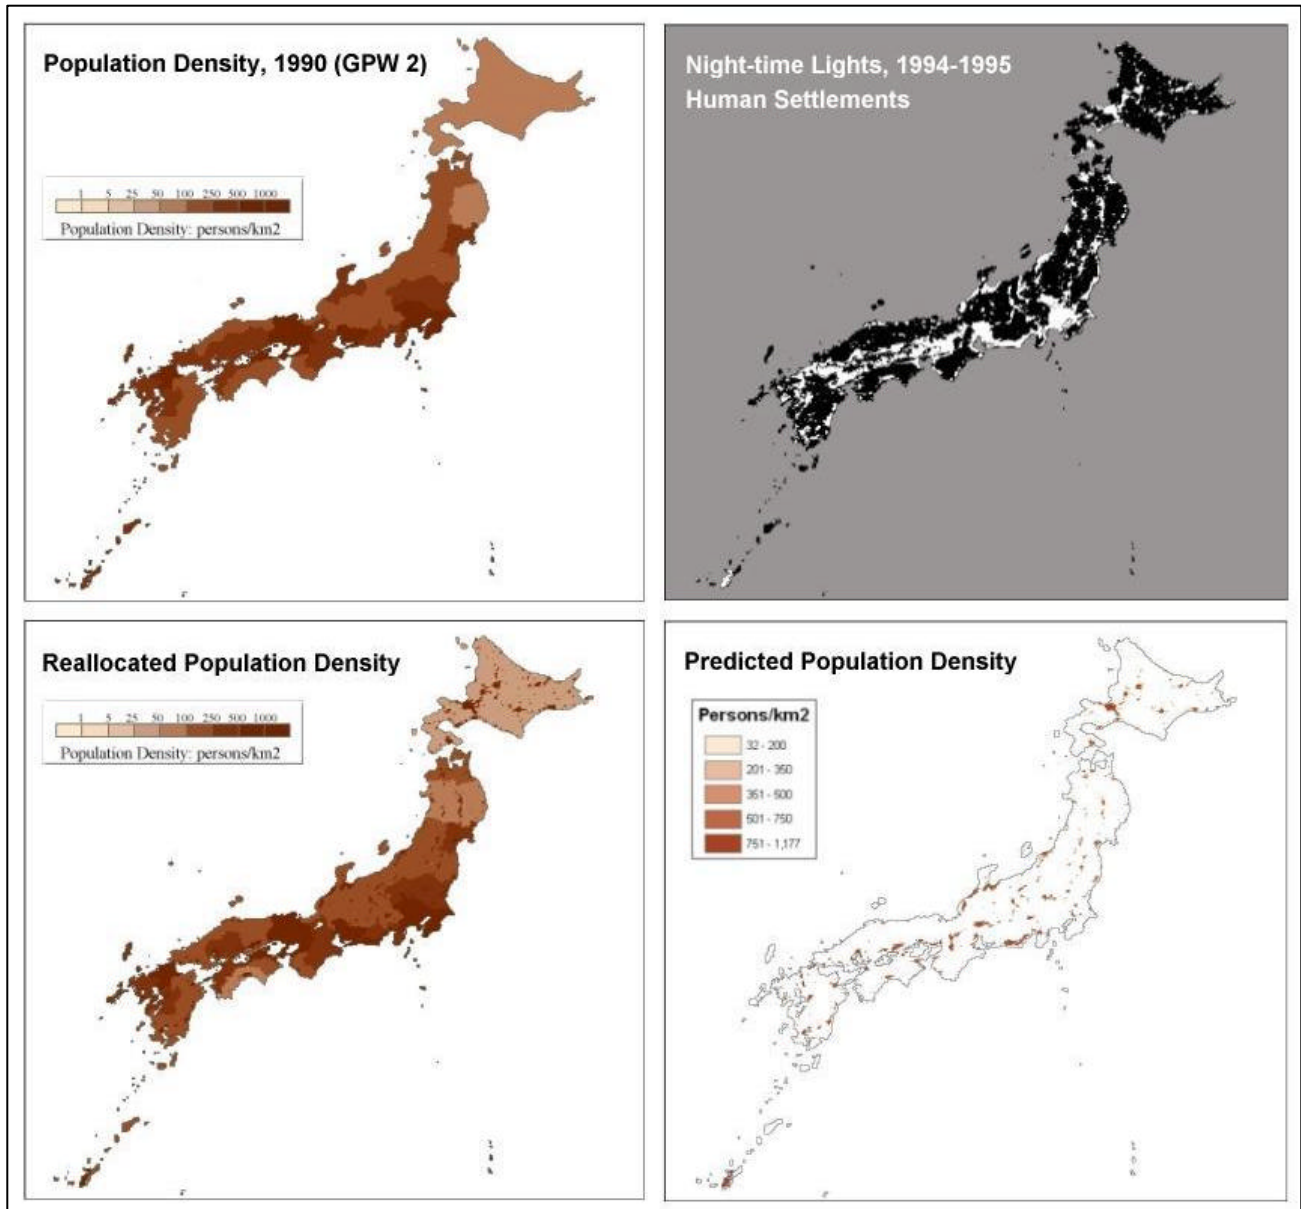 Population Density, 1990 (GPW 2)
1 5 25 50 100 250 500 1000
Population Density: persons/km2
Night-time Lights, 1994-1995
Human Settlements
Reallocated Population Density
1 5 25 50 100 250 500 1000
Population Density: persons/km2
Predicted Population Density
Persons/km2
32 - 200
201 - 350
351 - 500
501 - 750
751 - 1,177